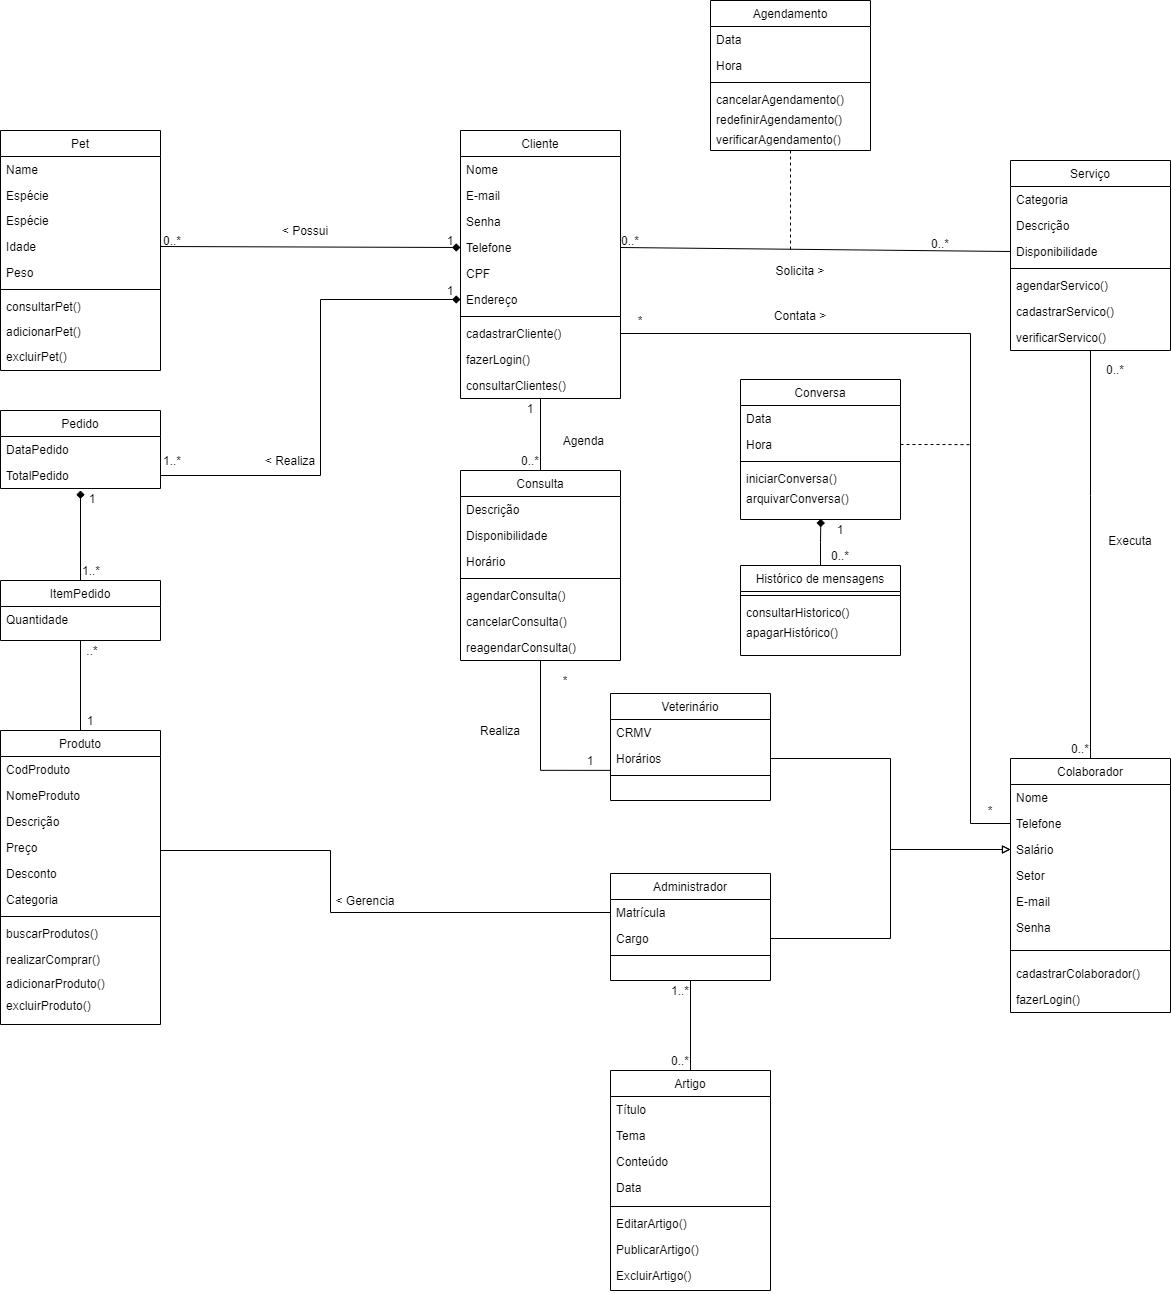 Agendamento
Data
Hora
cancelarAgendamento()
redefinirAgendamento()
verificarAgendamento()
Pet
Name
Espécie
Espécie
Idade
Peso
consultarPet()
adicionarPet()
excluirPet()
0..*
< Possui
1
Cliente
Nome
E-mail
Senha
Telefone
CPF
Endereço
cadastrarCliente()
fazerLogin()
consultarClientes()
0..*
0..*
Solicita >
Serviço
Categoria
Descrição
Disponibilidade
agendarServico()
cadastrarServico()
verificarServico()
1
*
Contata >
0..*
Pedido
DataPedido
TotalPedido
1..*
< Realiza
1
Agenda
0..*
Conversa
Data
Hora
iniciarConversa()
arquivarConversa()
1
0..*
Histórico de mensagens
consultarHistorico()
apagarHistórico()
Executa
1
1..*
ItemPedido
Quantidade
..*
1
Consulta
Descrição
Disponibilidade
Horário
agendarConsulta()
cancelarConsulta()
reagendarConsulta()
*
Realiza
1
Veterinário
CRMV
Horários
0..*
*
Colaborador
Nome
Telefone
Salário
Setor
E-mail
Senha
cadastrarColaborador()
fazerLogin()
Produto
CodProduto
NomeProduto
Descrição
Preço
Desconto
Categoria
buscarProdutos()
realizarComprar()
adicionarProduto()
excluirProduto()
< Gerencia
Administrador
Matrícula
Cargo
1..*
0..*
Artigo
Título
Tema
Conteúdo
Data
EditarArtigo()
PublicarArtigo()
ExcluirArtigo()